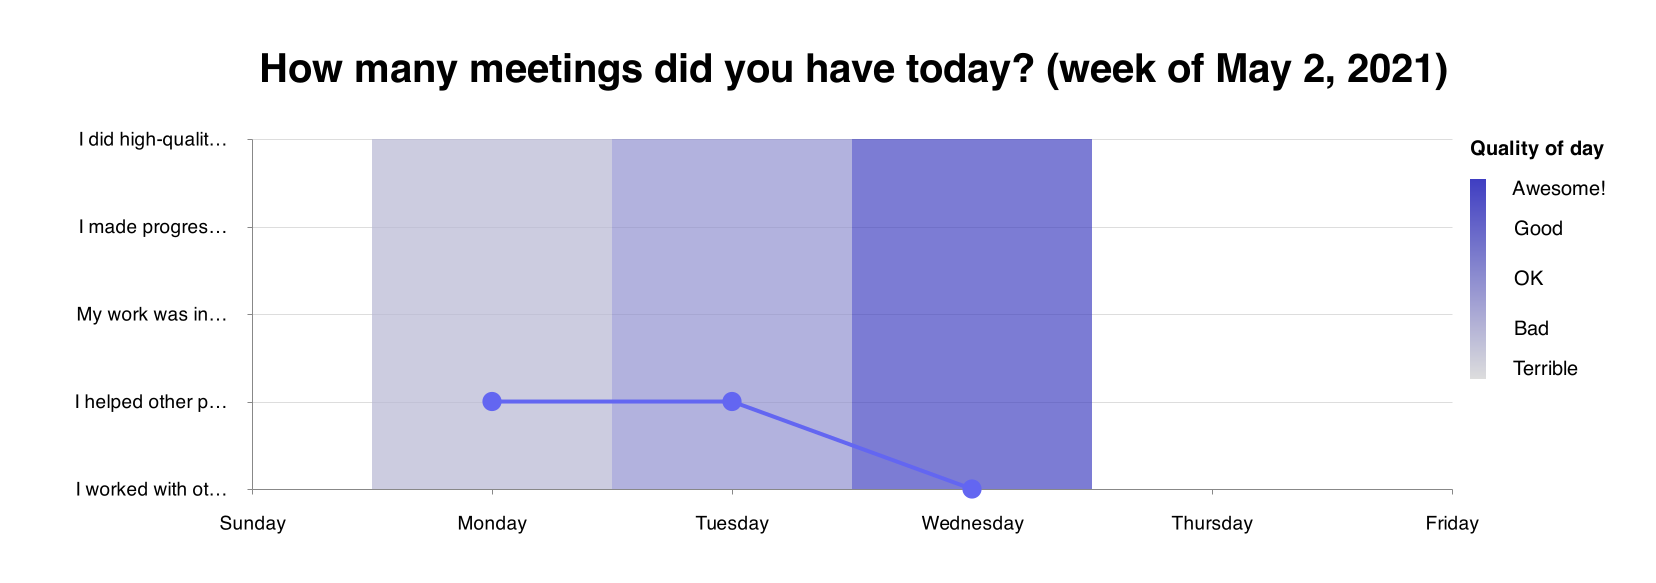 How many meetings did you have today? (week of May 2, 2021)
I did high-qualit…
I made progres…
My work was in…
I helped other p…
I worked with ot…
Sunday Monday Tuesday Wednesday Thursday Friday
Quality of day
Awesome!
Good
OK
Bad
Terrible